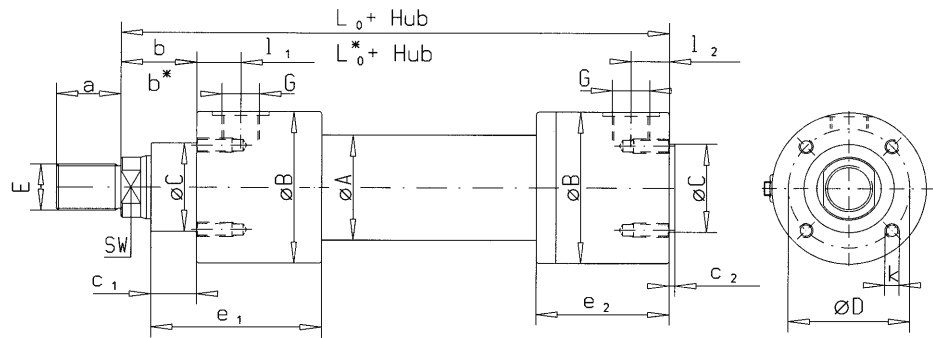 L₀ + Hub
L*₀ + Hub
b
l₁
l₂
b*
a
G
G
E
øC
øB
øA
øB
øC
SW
c₁
c₂
k
e₁
e₂
øD